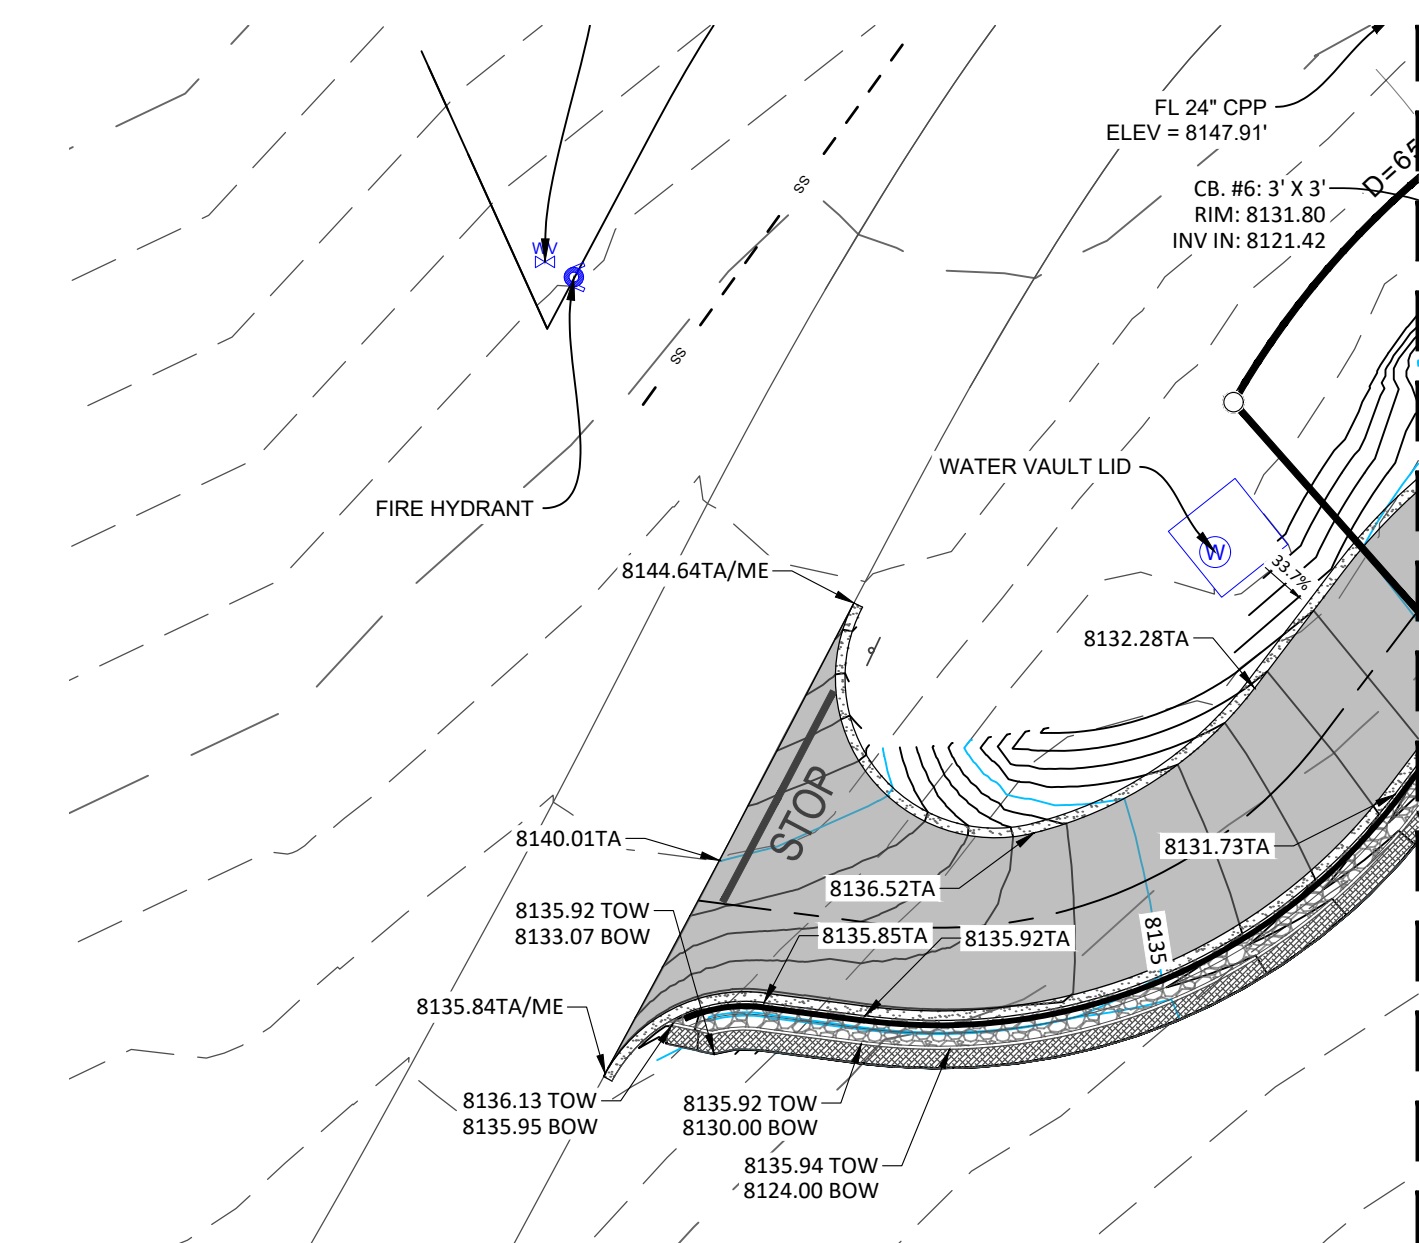 FL 24" CPP
ELEV = 8147.91'
CB. #6: 3' X 3'
RIM: 8131.80
INV IN: 8121.42
D=65
SS
WV
SS
WATER VAULT LID
FIRE HYDRANT
W
33.7%
8144.64TA/ME
8132.28TA
STOP
8140.01TA
8131.73TA
8136.52TA
8135.92 TOW
8133.07 BOW
8135.85TA
8135.92TA
8135
8135.84TA/ME
8136.13 TOW
8135.95 BOW
8135.92 TOW
8130.00 BOW
8135.94 TOW
8124.00 BOW